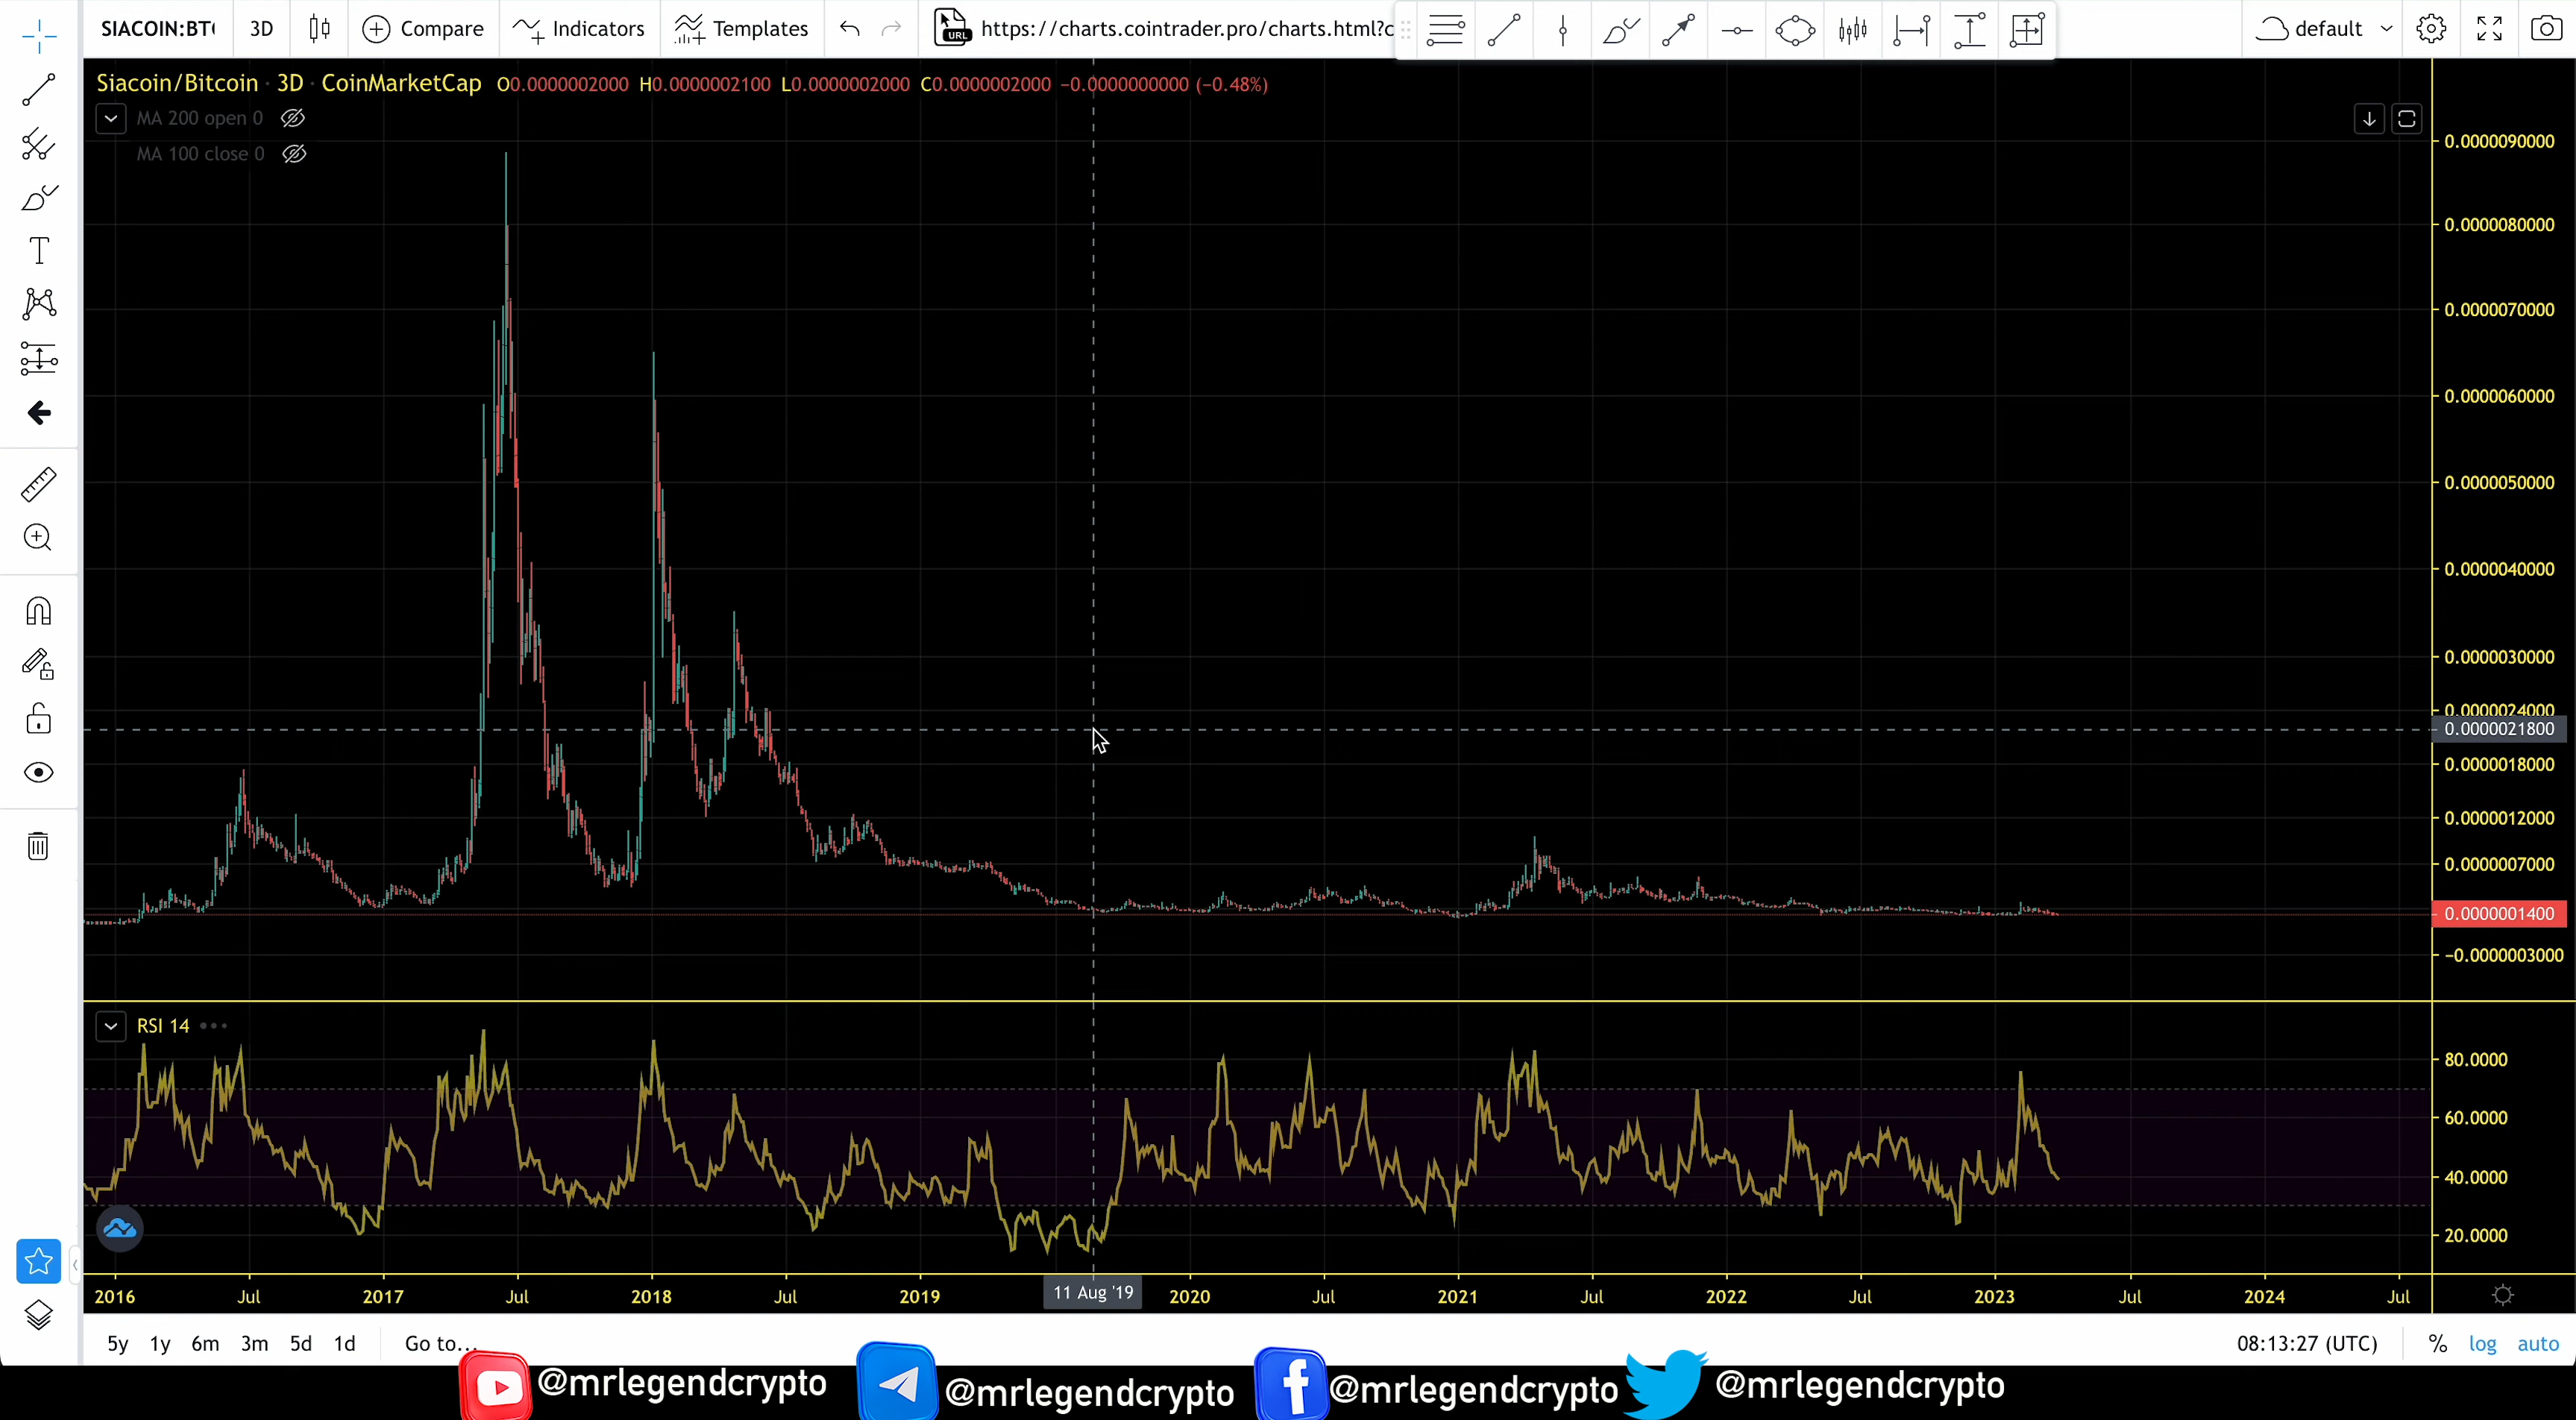 SIACOIN:BT 3D Compare Indicators Templates URL https://charts.cointrader.pro/charts.html?c default
Siacoin/Bitcoin · 3D · CoinMarketCap O0.0000002000 H0.0000002100 L0.0000002000 C0.0000002000 −0.0000000000 (−0.48%)
MA 200 open 0
MA 100 close 0
0.0000090000
0.0000080000
0.0000070000
0.0000060000
0.0000050000
0.0000040000
0.0000030000
0.0000024000
0.0000021800
0.0000018000
0.0000012000
0.0000007000
0.0000001400
−0.0000003000
RSI 14
80.0000
60.0000
40.0000
20.0000
2016 Jul 2017 Jul 2018 Jul 2019 11 Aug '19 2020 Jul 2021 Jul 2022 Jul 2023 Jul 2024 Jul
5y 1y 6m 3m 5d 1d Go to... 08:13:27 (UTC) % log auto
@mrlegendcrypto @mrlegendcrypto @mrlegendcrypto @mrlegendcrypto